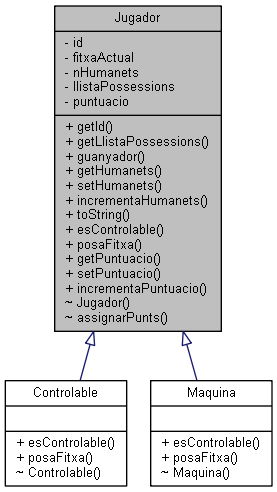 Jugador
- id
- fitxaActual
- nHumanets
- llistaPossessions
- puntuacio
+ getId()
+ getLlistaPossessions()
+ guanyador()
+ getHumanets()
+ setHumanets()
+ incrementaHumanets()
+ toString()
+ esControlable()
+ posaFitxa()
+ getPuntuacio()
+ setPuntuacio()
+ incrementaPuntuacio()
~ Jugador()
~ assignarPunts()
Controlable
+ esControlable()
+ posaFitxa()
~ Controlable()
Maquina
+ esControlable()
+ posaFitxa()
~ Maquina()